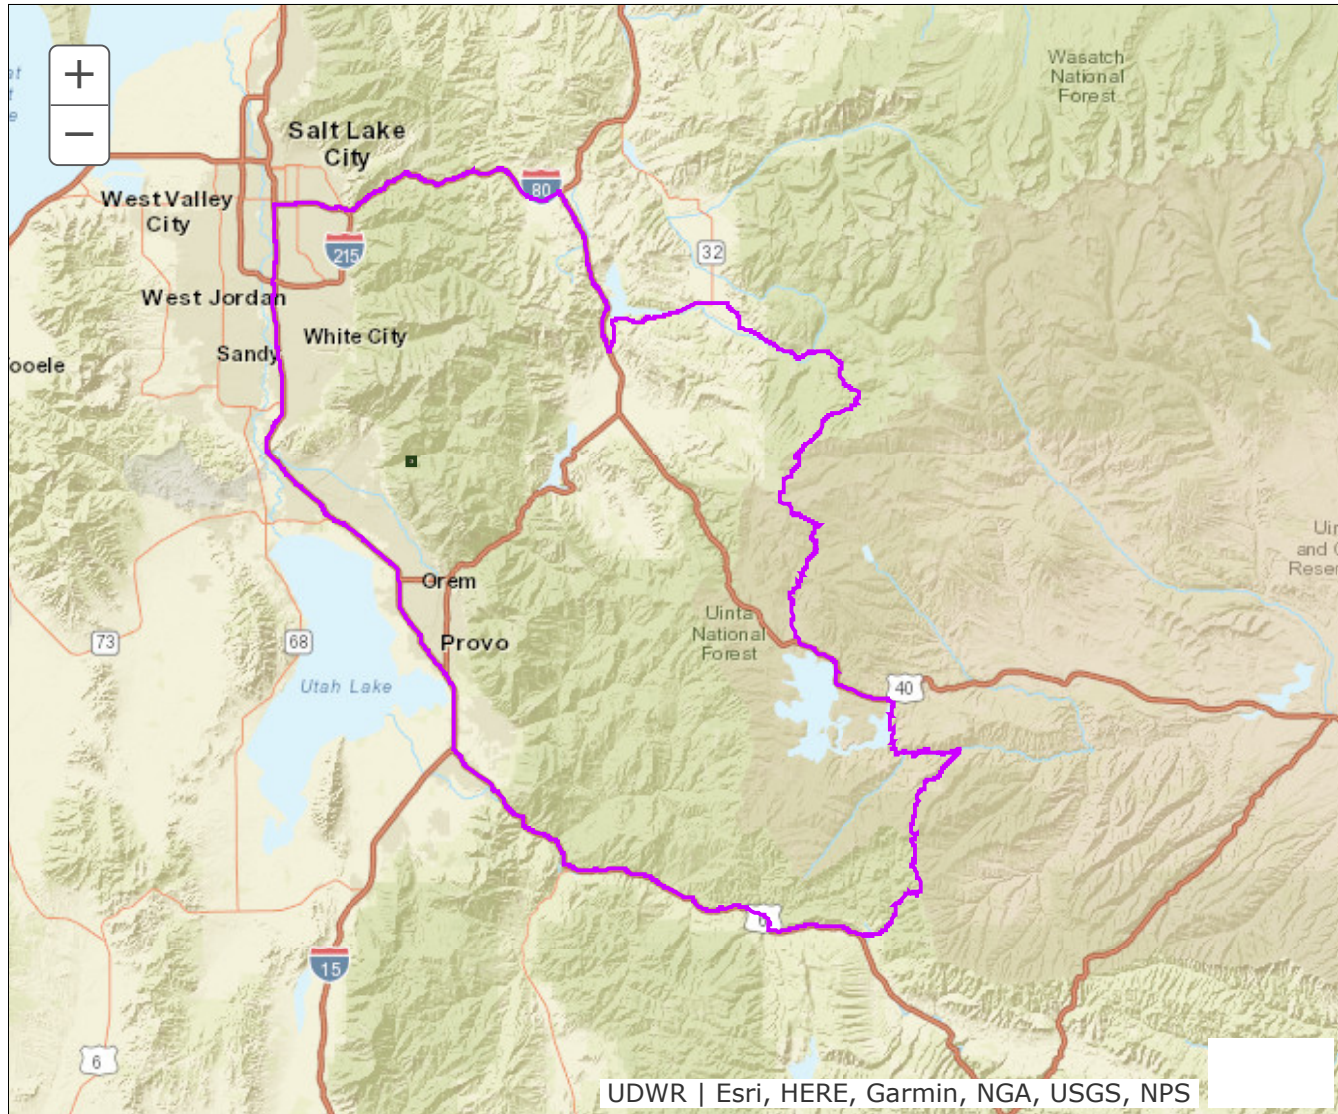 +
−
Wasatch
National
Forest
Salt Lake
City
80
West Valley
City
32
215
West Jordan
White City
Sandy
ooele
Orem
Uinta
National
Forest
Provo
73
68
Utah Lake
40
15
6
UDWR | Esri, HERE, Garmin, NGA, USGS, NPS